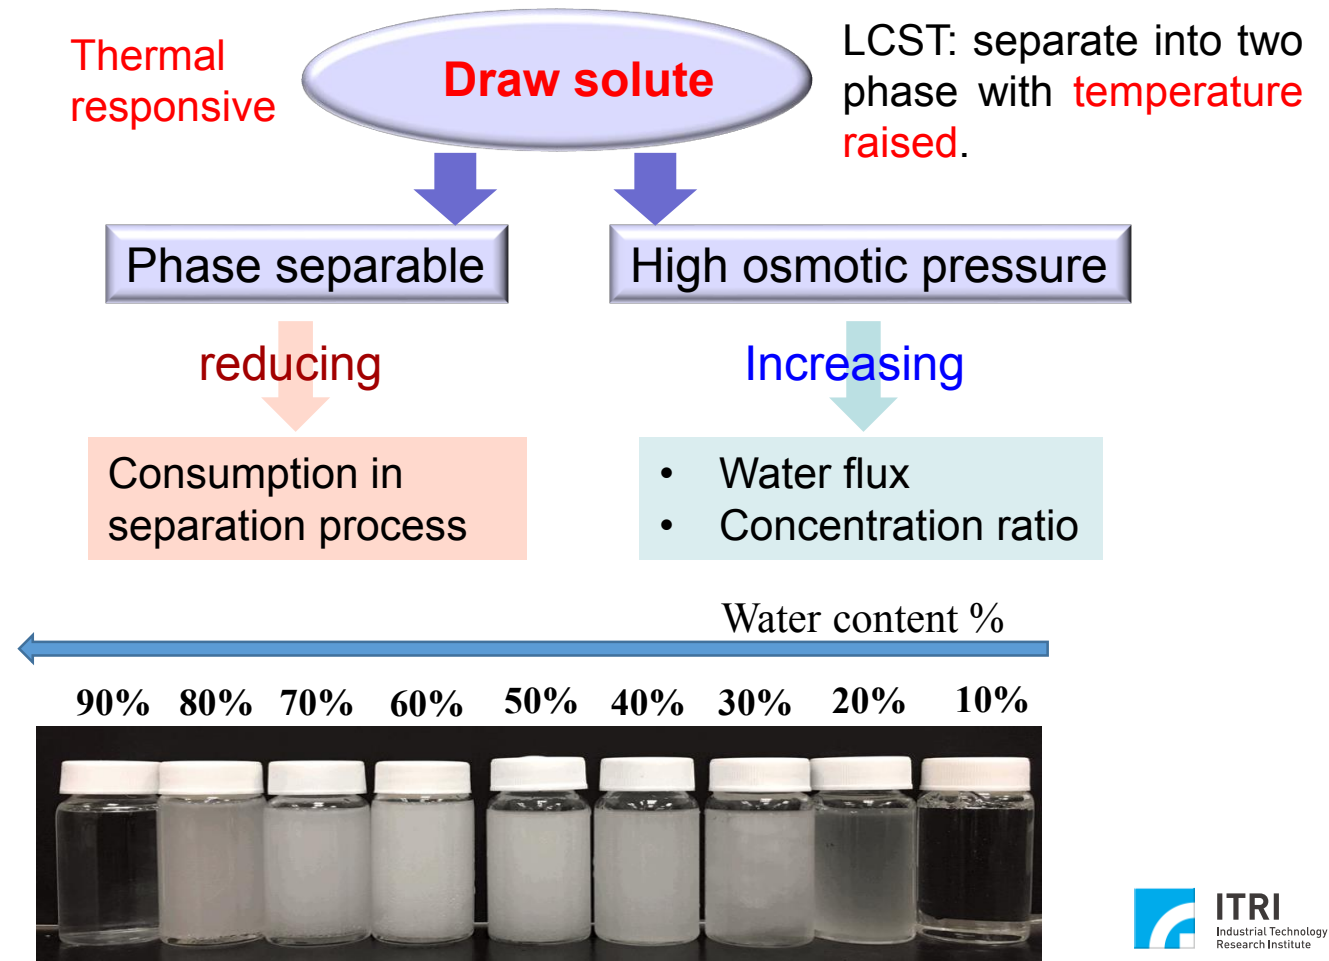 Thermal
responsive
Draw solute
LCST: separate into two
phase with temperature
raised.
Phase separable
High osmotic pressure
reducing
Increasing
Consumption in
separation process
• Water flux
• Concentration ratio
Water content %
90% 80% 70% 60% 50% 40% 30% 20% 10%
ITRI
Industrial Technology
Research Institute